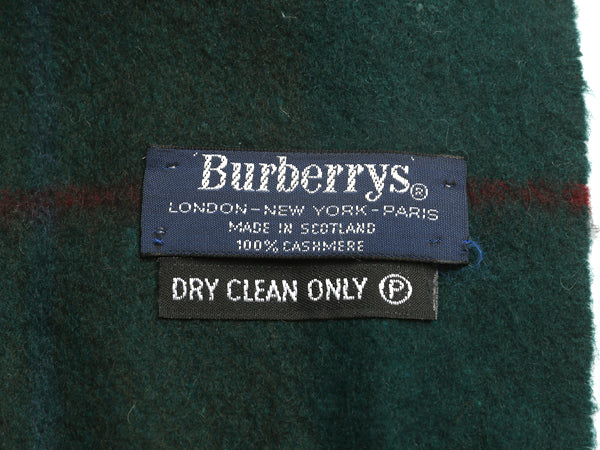 Burberrys®
LONDON-NEW YORK-PARIS
MADE IN SCOTLAND
100% CASHMERE
DRY CLEAN ONLY Ⓟ